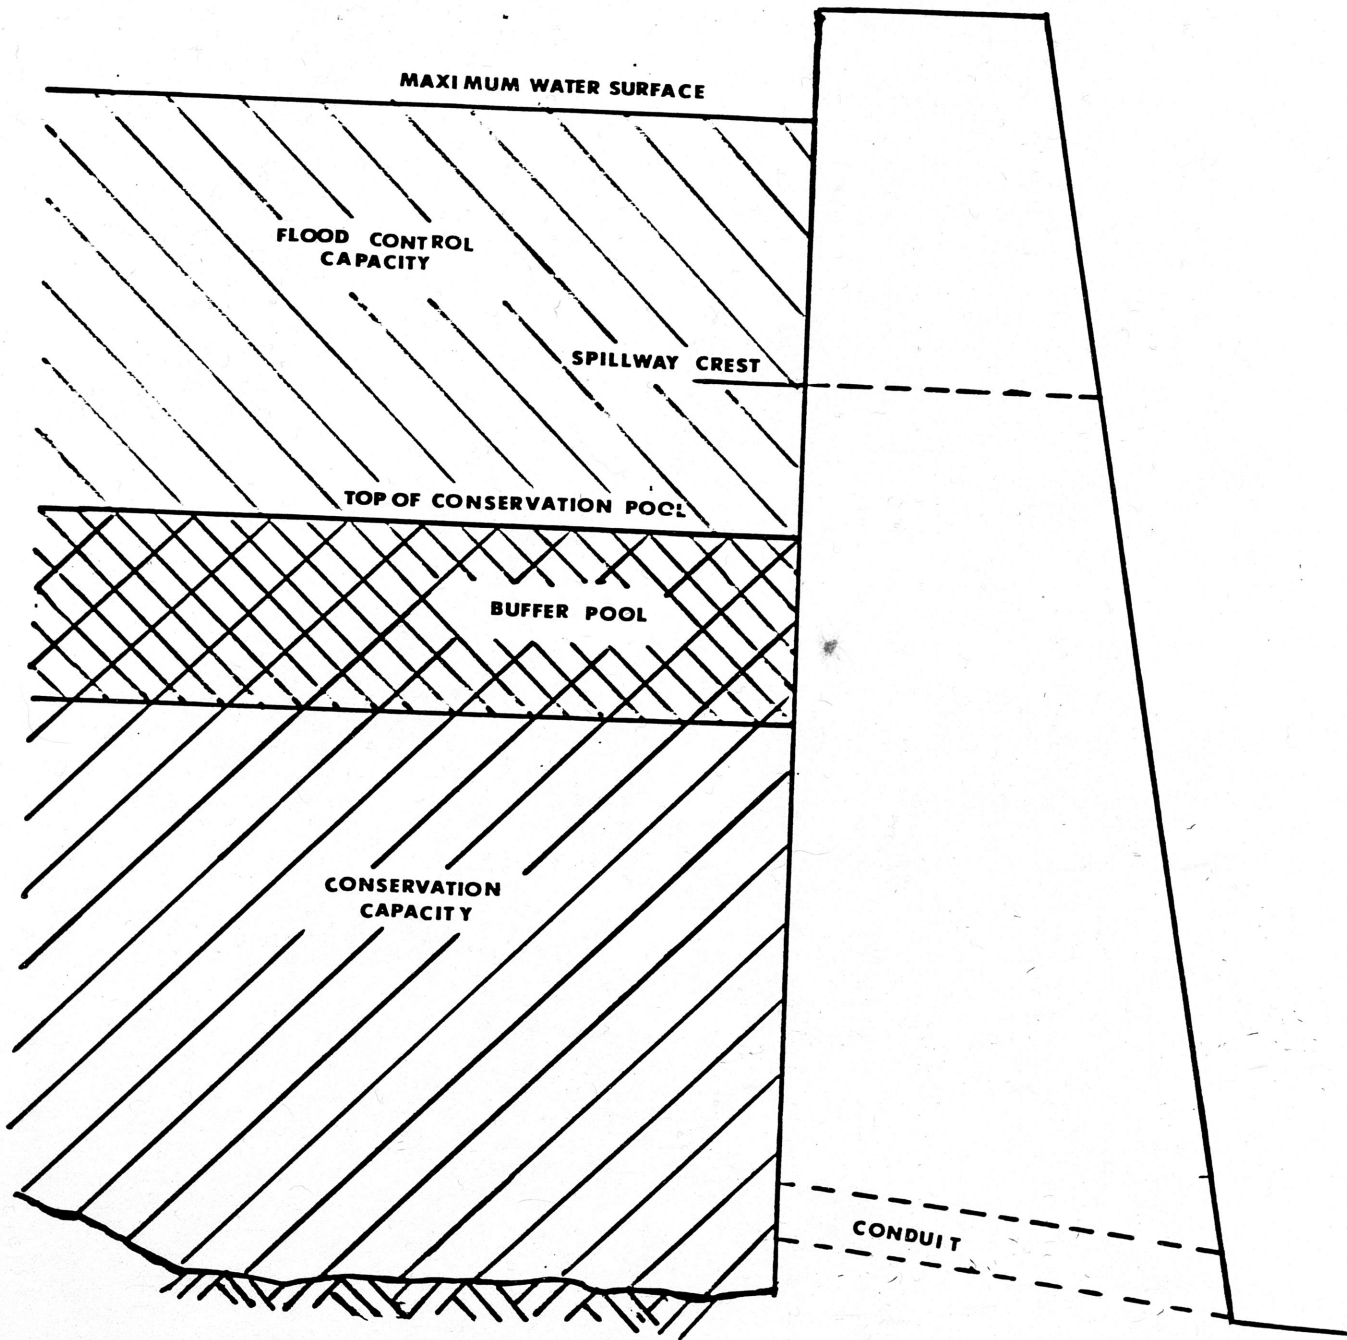 MAXIMUM WATER SURFACE
FLOOD CONTROL
CAPACITY
SPILLWAY CREST
TOP OF CONSERVATION POOL
BUFFER POOL
CONSERVATION
CAPACITY
CONDUIT